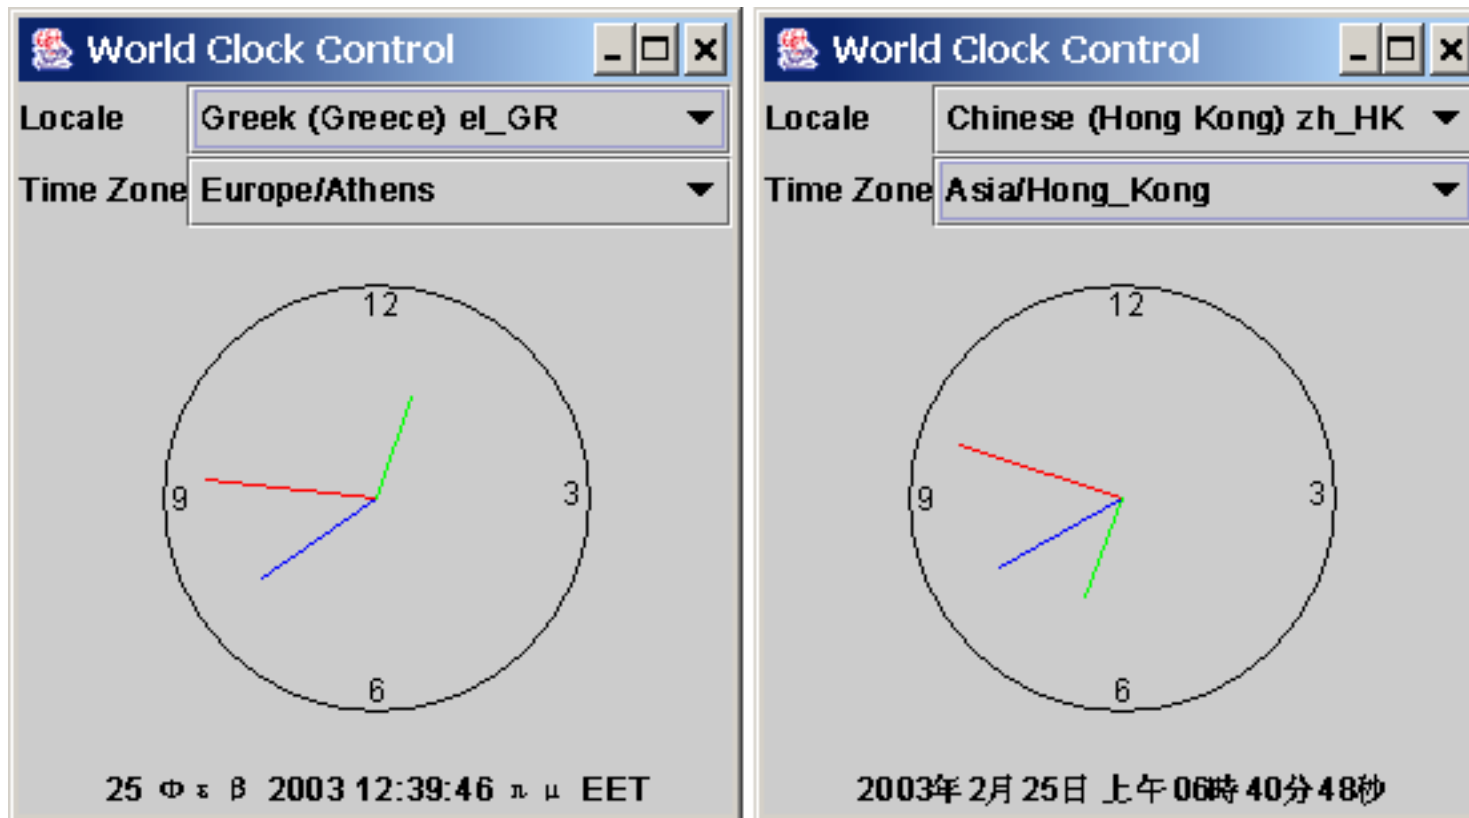 World Clock Control
Locale Greek (Greece) el_GR
Time Zone Europe/Athens
12
9
3
6
25 Φεβ 2003 12:39:46 πμ EET
World Clock Control
Locale Chinese (Hong Kong) zh_HK
Time Zone Asia/Hong_Kong
12
9
3
6
2003年2月25日 上午06時40分48秒